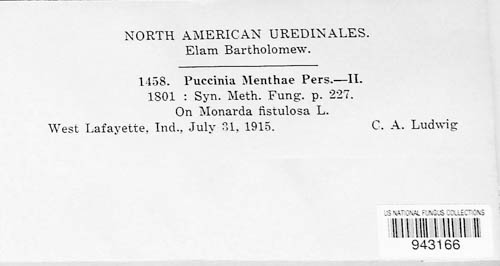 NORTH AMERICAN UREDINALES.
Elam Bartholomew.
1458. Puccinia Menthae Pers.—II.
1801 : Syn. Meth. Fung. p. 227.
On Monarda fistulosa L.
West Lafayette, Ind., July 31, 1915. C. A. Ludwig
US NATIONAL FUNGUS COLLECTIONS
943166